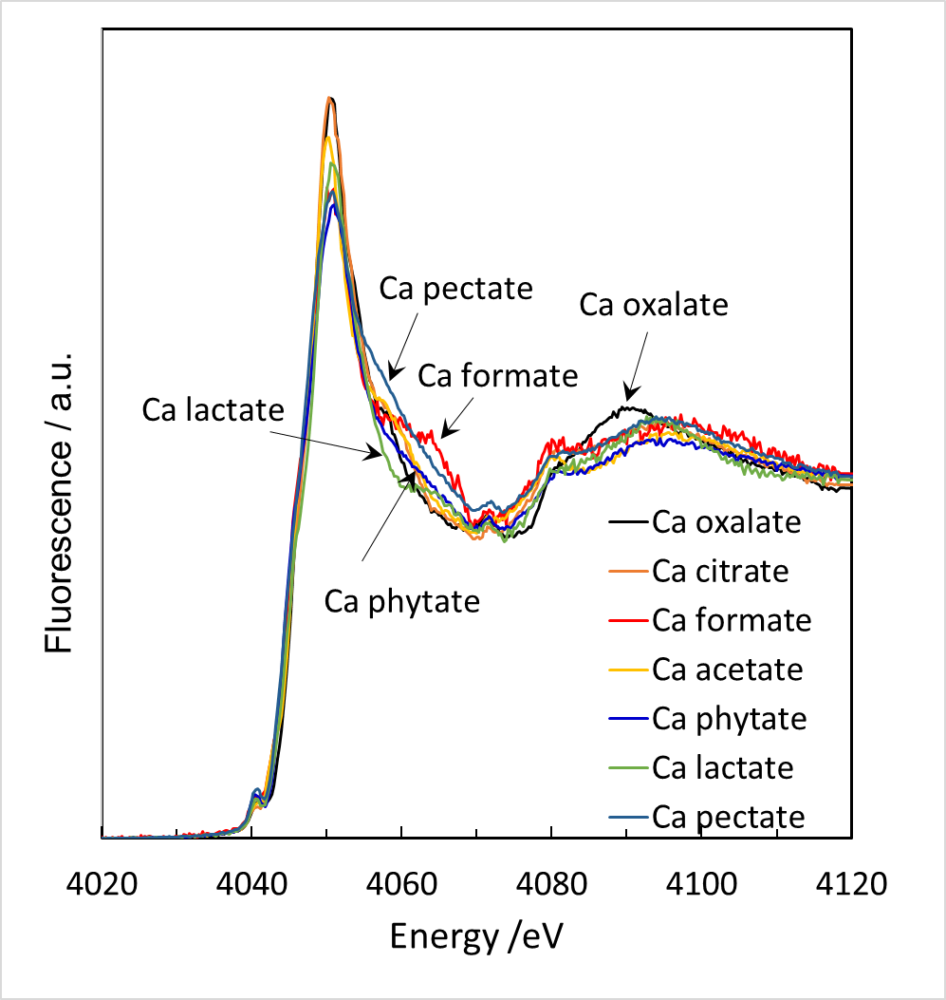 Ca pectate
Ca oxalate
Ca formate
Ca lactate
Ca phytate
Fluorescence / a.u.
Ca oxalate
Ca citrate
Ca formate
Ca acetate
Ca phytate
Ca lactate
Ca pectate
4020 4040 4060 4080 4100 4120
Energy /eV